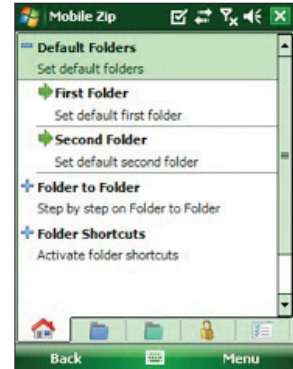 Mobile Zip
Default Folders
Set default folders
First Folder
Set default first folder
Second Folder
Set default second folder
Folder to Folder
Step by step on Folder to Folder
Folder Shortcuts
Activate folder shortcuts
Back Menu